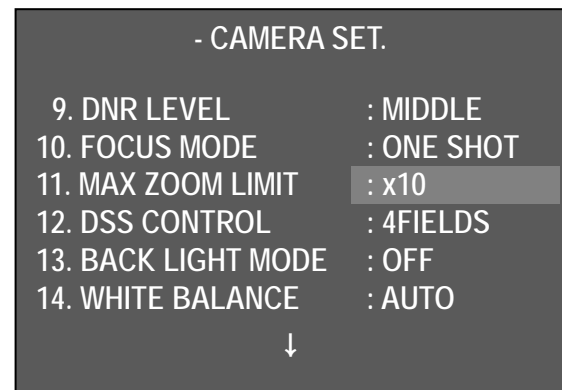 - CAMERA SET.
9. DNR LEVEL : MIDDLE
10. FOCUS MODE : ONE SHOT
11. MAX ZOOM LIMIT : x10
12. DSS CONTROL : 4FIELDS
13. BACK LIGHT MODE : OFF
14. WHITE BALANCE : AUTO
↓